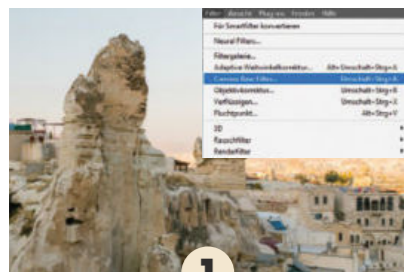 Filter Ansicht Plug-ins Fenster Hilfe
Für Smartfilter konvertieren
Neural Filters...
Filtergalerie...
Adaptive Weitwinkelkorrektur... Alt+Umschalt+Strg+A
Camera Raw-Filter... Umschalt+Strg+A
Objektivkorrektur... Umschalt+Strg+R
Verflüssigen... Umschalt+Strg+X
Fluchtpunkt... Alt+Strg+V
3D
Rauschfilter
Renderfilter
1